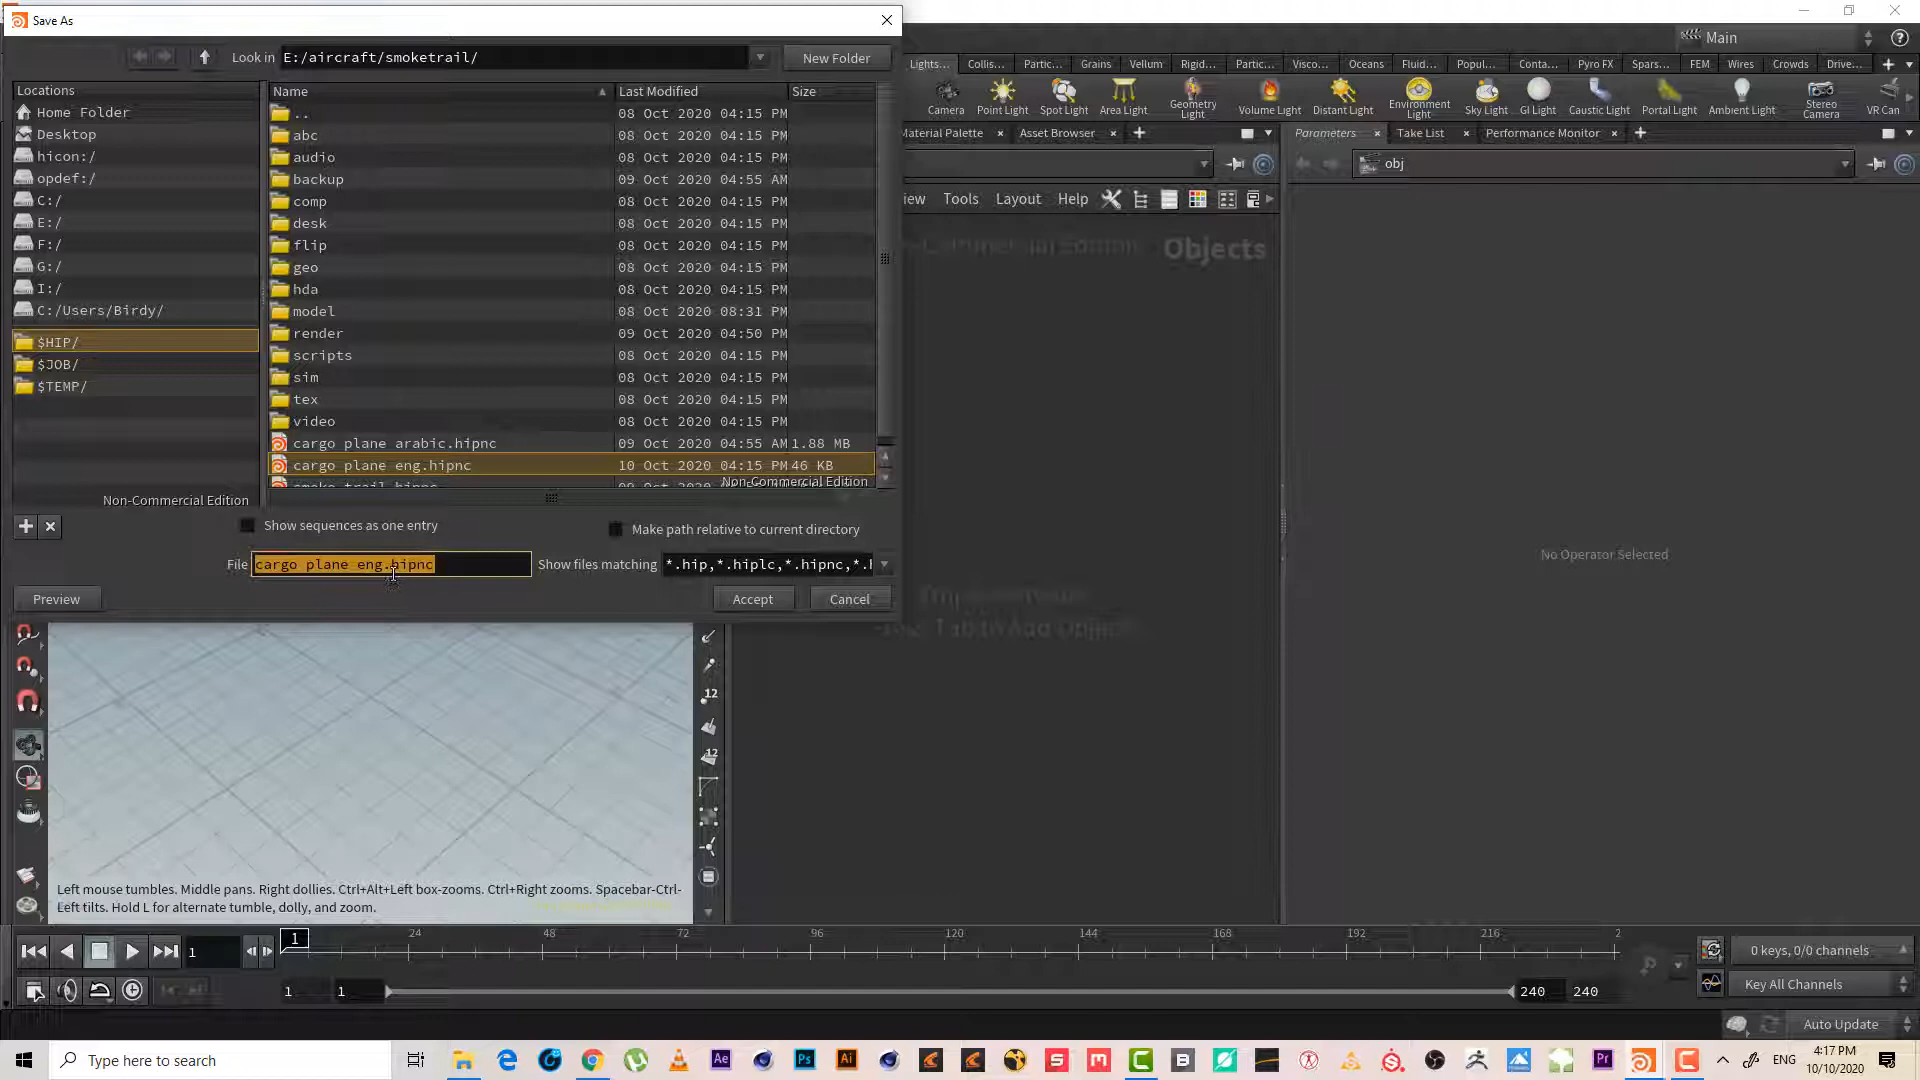 Save As
Main
Look in E:/aircraft/smoketrail/
New Folder
Lights... Collis... Partic... Grains Vellum Rigid... Partic... Visco... Oceans Fluid... Popul... Conta... Pyro FX Spars... FEM Wires Crowds Drive...
Camera Point Light Spot Light Area Light Geometry Light Volume Light Distant Light Environment Light Sky Light GI Light Caustic Light Portal Light Ambient Light Stereo Camera VR Can
Material Palette Asset Browser Parameters Take List Performance Monitor
obj
Tools Layout Help
Objects
No Operator Selected
Locations
Home Folder
Desktop
hicon:/
opdef:/
C:/
E:/
F:/
G:/
I:/
C:/Users/Birdy/
$HIP/
$JOB/
$TEMP/
Non-Commercial Edition
Name Last Modified Size
.. 08 Oct 2020 04:15 PM
abc 08 Oct 2020 04:15 PM
audio 08 Oct 2020 04:15 PM
backup 09 Oct 2020 04:55 AM
comp 08 Oct 2020 04:15 PM
desk 08 Oct 2020 04:15 PM
flip 08 Oct 2020 04:15 PM
geo 08 Oct 2020 04:15 PM
hda 08 Oct 2020 04:15 PM
model 08 Oct 2020 08:31 PM
render 09 Oct 2020 04:50 PM
scripts 08 Oct 2020 04:15 PM
sim 08 Oct 2020 04:15 PM
tex 08 Oct 2020 04:15 PM
video 08 Oct 2020 04:15 PM
cargo plane arabic.hipnc 09 Oct 2020 04:55 AM 1.88 MB
cargo plane eng.hipnc 10 Oct 2020 04:15 PM 46 KB
Non-Commercial Edition
Show sequences as one entry
Make path relative to current directory
File cargo plane eng.hipnc
Show files matching *.hip,*.hiplc,*.hipnc,*.
Preview Accept Cancel
12
12
Left mouse tumbles. Middle pans. Right dollies. Ctrl+Alt+Left box-zooms. Ctrl+Right zooms. Spacebar-Ctrl-
Left tilts. Hold L for alternate tumble, dolly, and zoom.
1 1 24 48 72 96 120 144 168 192 216 2
0 keys, 0/0 channels
1 1 240 240
Key All Channels
Auto Update
Type here to search
ENG
4:17 PM
10/10/2020